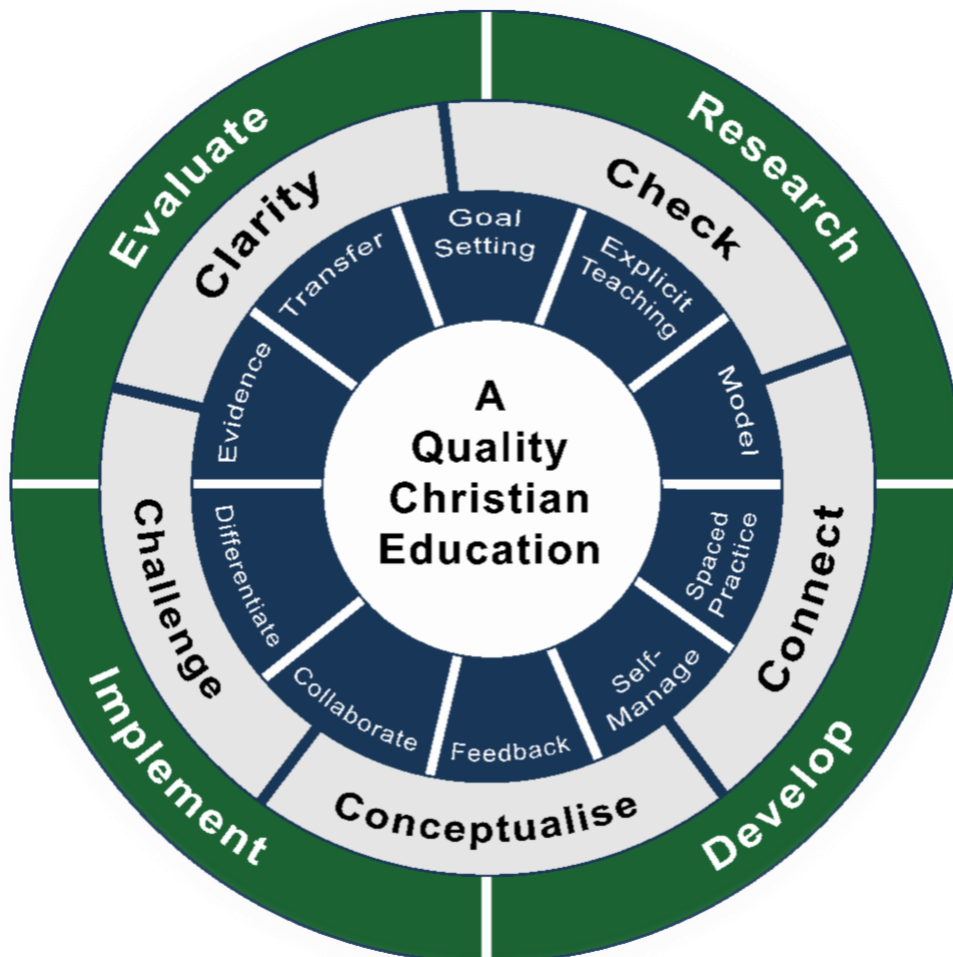 A
Quality
Christian
Education
Goal
Setting
Explicit
Teaching
Model
Spaced
Practice
Self-
Manage
Feedback
Collaborate
Differentiate
Evidence
Transfer
Check
Connect
Conceptualise
Challenge
Clarity
Research
Develop
Implement
Evaluate